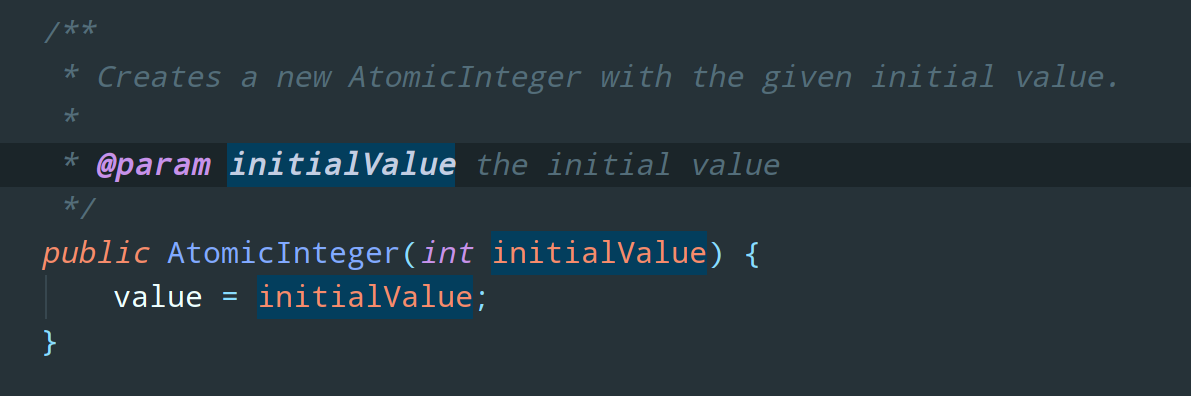 /**
 * Creates a new AtomicInteger with the given initial value.
 *
 * @param initialValue the initial value
 */
public AtomicInteger(int initialValue) {
    value = initialValue;
}